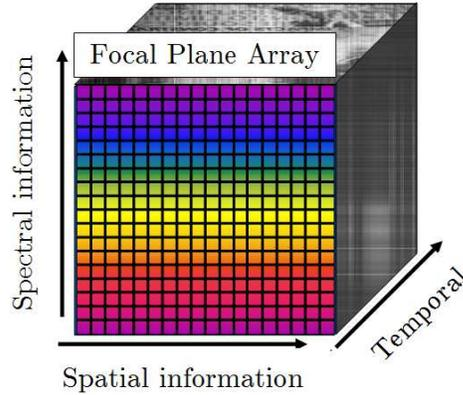 Focal Plane Array
Spectral information
Temporal
Spatial information